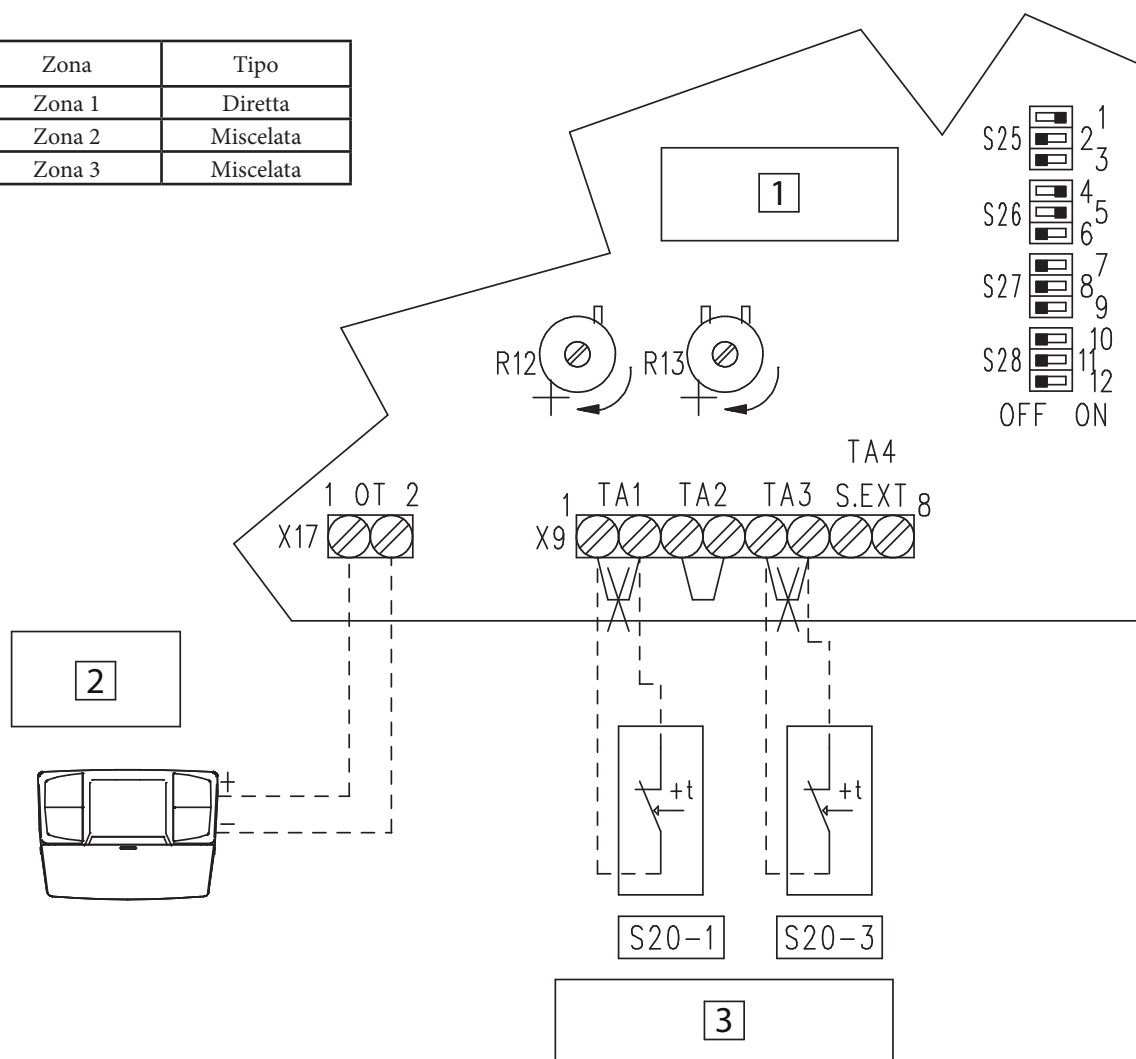 Zona Tipo
Zona 1 Diretta
Zona 2 Miscelata
Zona 3 Miscelata
1
S25 1
2
3
S26 4
5
6
S27 7
8
9
S28 10
11
12
OFF ON
R12 R13
TA4
1 OT 2
X17
1 TA1 TA2 TA3 S.EXT 8
X9
2
+
-
+t +t
S20-1 S20-3
3